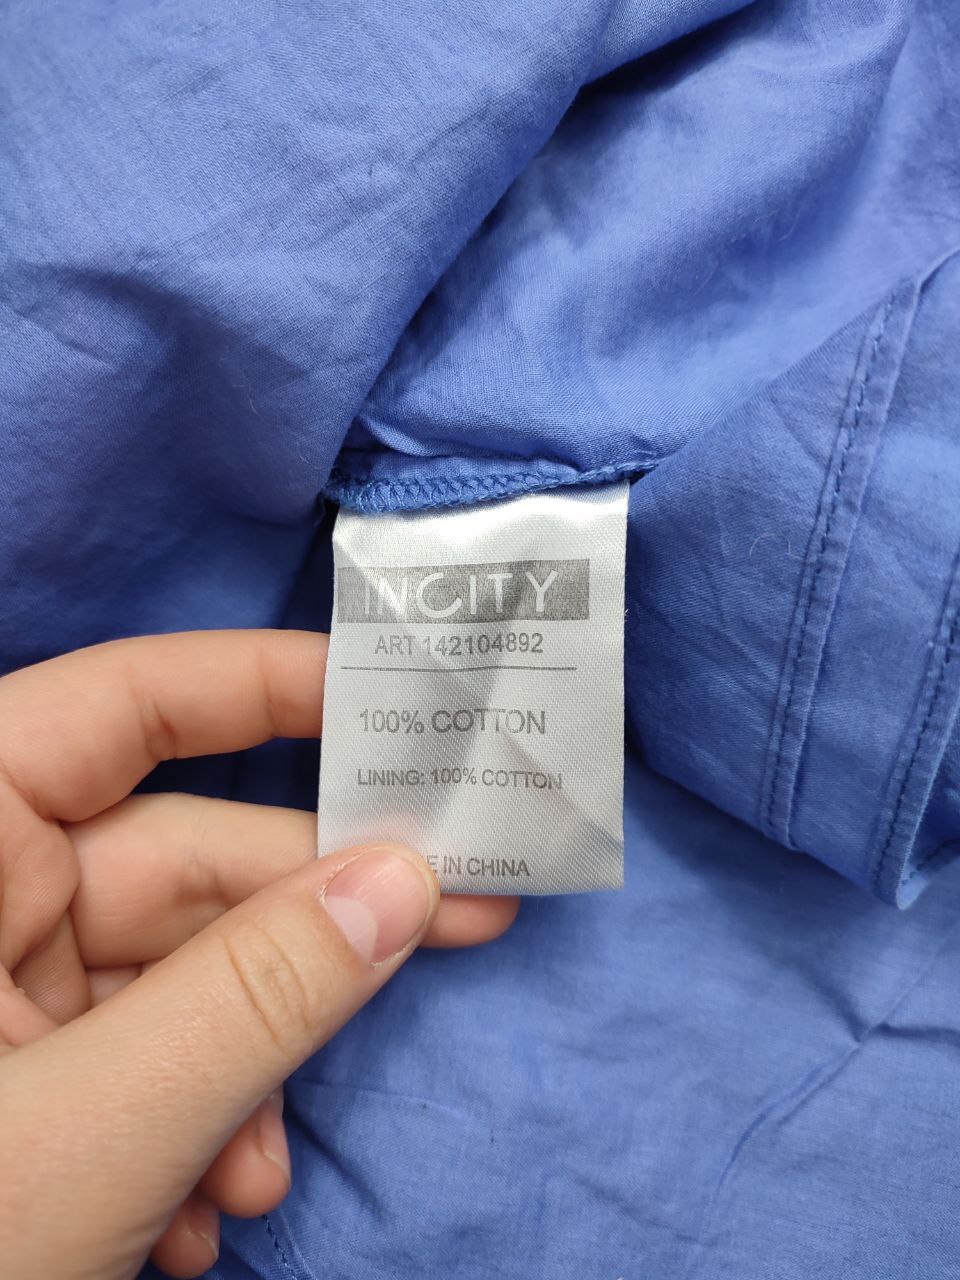 INCITY
ART 142104892
100% COTTON
LINING: 100% COTTON
IN CHINA